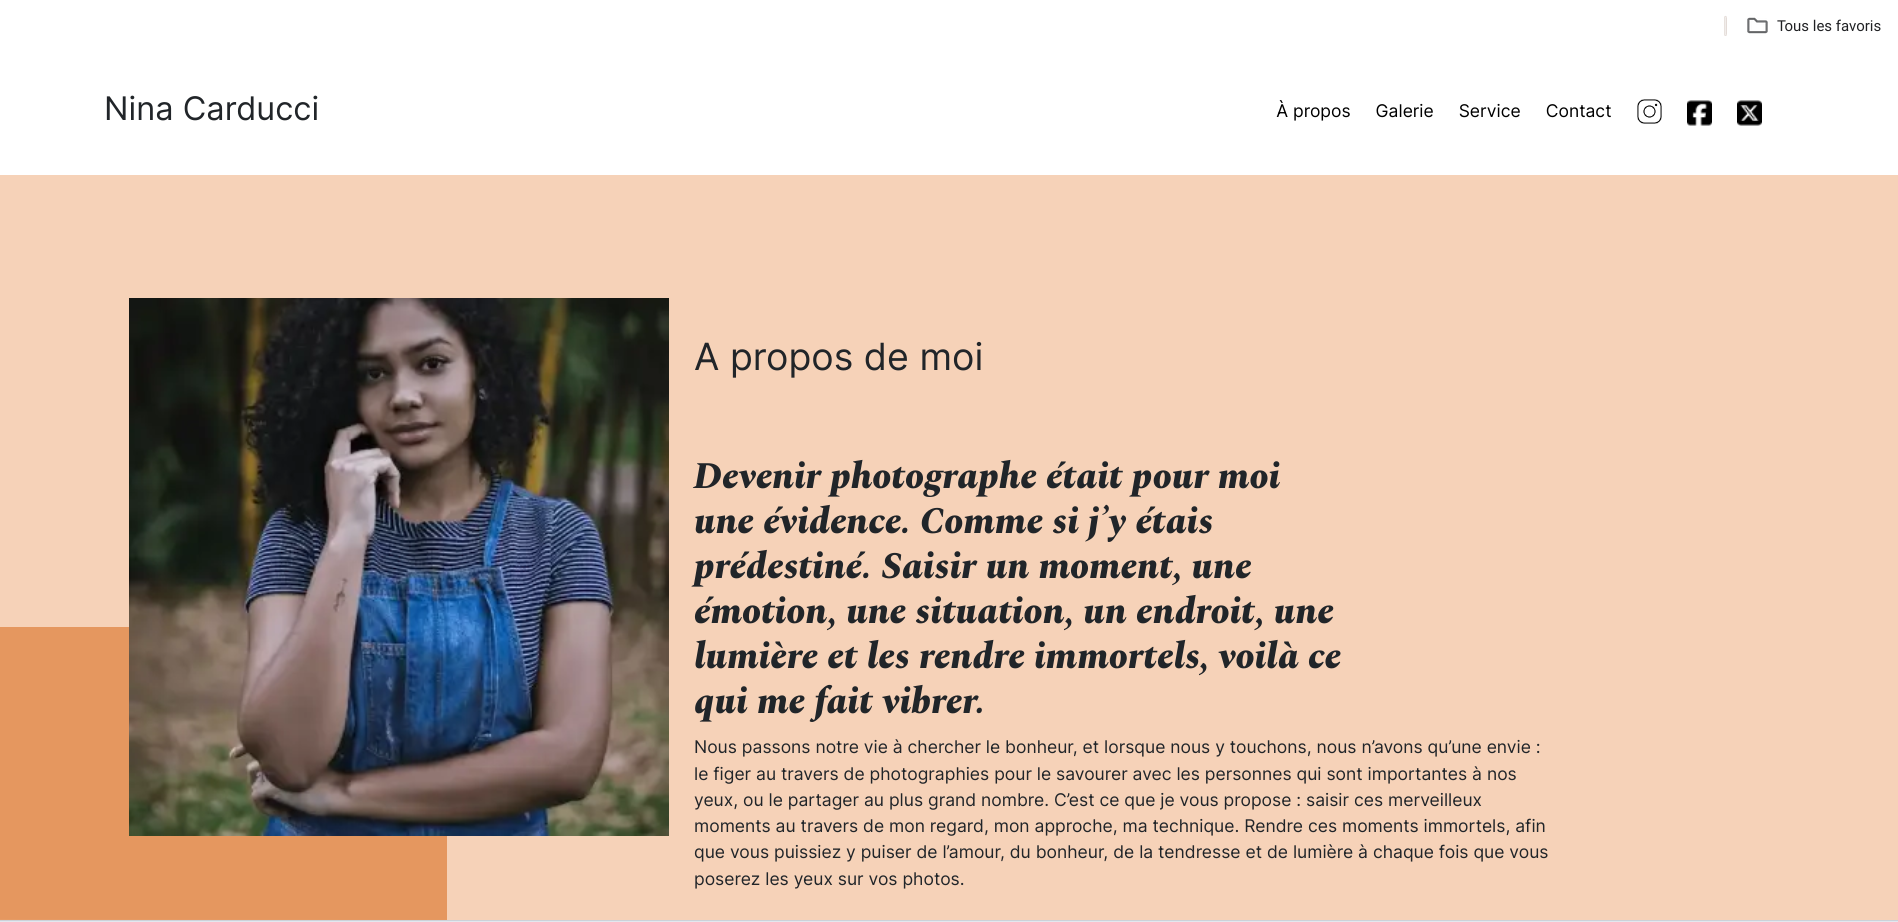 Tous les favoris
Nina Carducci
À propos Galerie Service Contact
A propos de moi
Devenir photographe était pour moi
une évidence. Comme si j’y étais
prédestiné. Saisir un moment, une
émotion, une situation, un endroit, une
lumière et les rendre immortels, voilà ce
qui me fait vibrer.
Nous passons notre vie à chercher le bonheur, et lorsque nous y touchons, nous n’avons qu’une envie :
le figer au travers de photographies pour le savourer avec les personnes qui sont importantes à nos
yeux, ou le partager au plus grand nombre. C’est ce que je vous propose : saisir ces merveilleux
moments au travers de mon regard, mon approche, ma technique. Rendre ces moments immortels, afin
que vous puissiez y puiser de l’amour, du bonheur, de la tendresse et de lumière à chaque fois que vous
poserez les yeux sur vos photos.